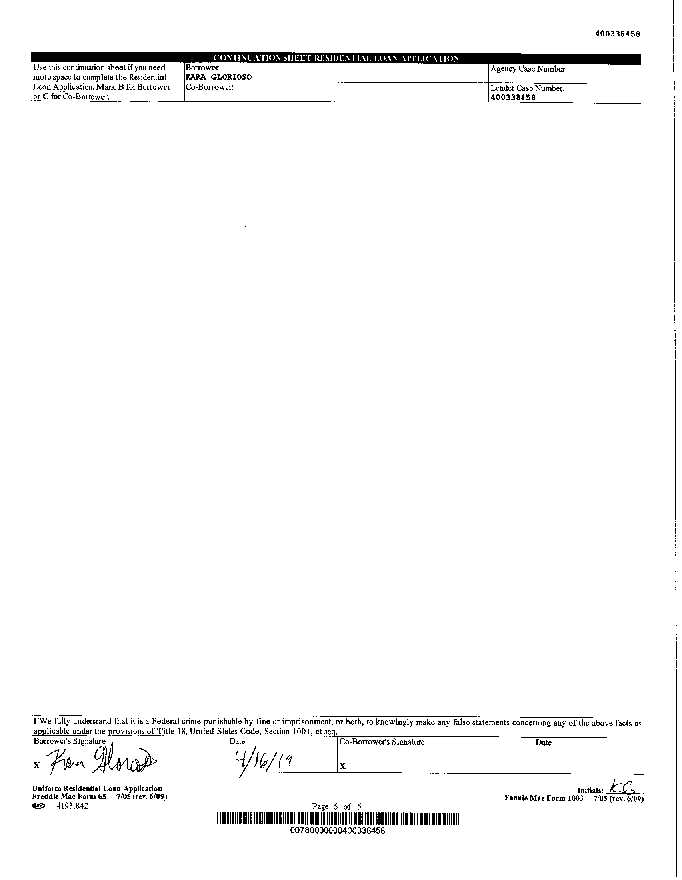 400338458
CONTINUATION SHEET RESIDENTIAL LOAN APPLICATION
Use this continuation sheet if you need
more space to complete the Residential
Loan Application. Mark B for Borrower
or C for Co-Borrower.
Borrower:
KARA GLORIOSO
Co-Borrower:
Agency Case Number:
Lender Case Number:
400338458
I/We fully understand that it is a Federal crime punishable by fine or imprisonment, or both, to knowingly make any false statements concerning any of the above facts as
applicable under the provisions of Title 18, United States Code, Section 1001, et seq.
Borrower's Signature
Date
Co-Borrower's Signature
Date
X Kara Glorioso
4/16/19
X
Uniform Residential Loan Application
Freddie Mac Form 65 7/05 (rev. 6/09)
Initials: K.G.
Fannie Mae Form 1003 7/05 (rev. 6/09)
Page 5 of 5